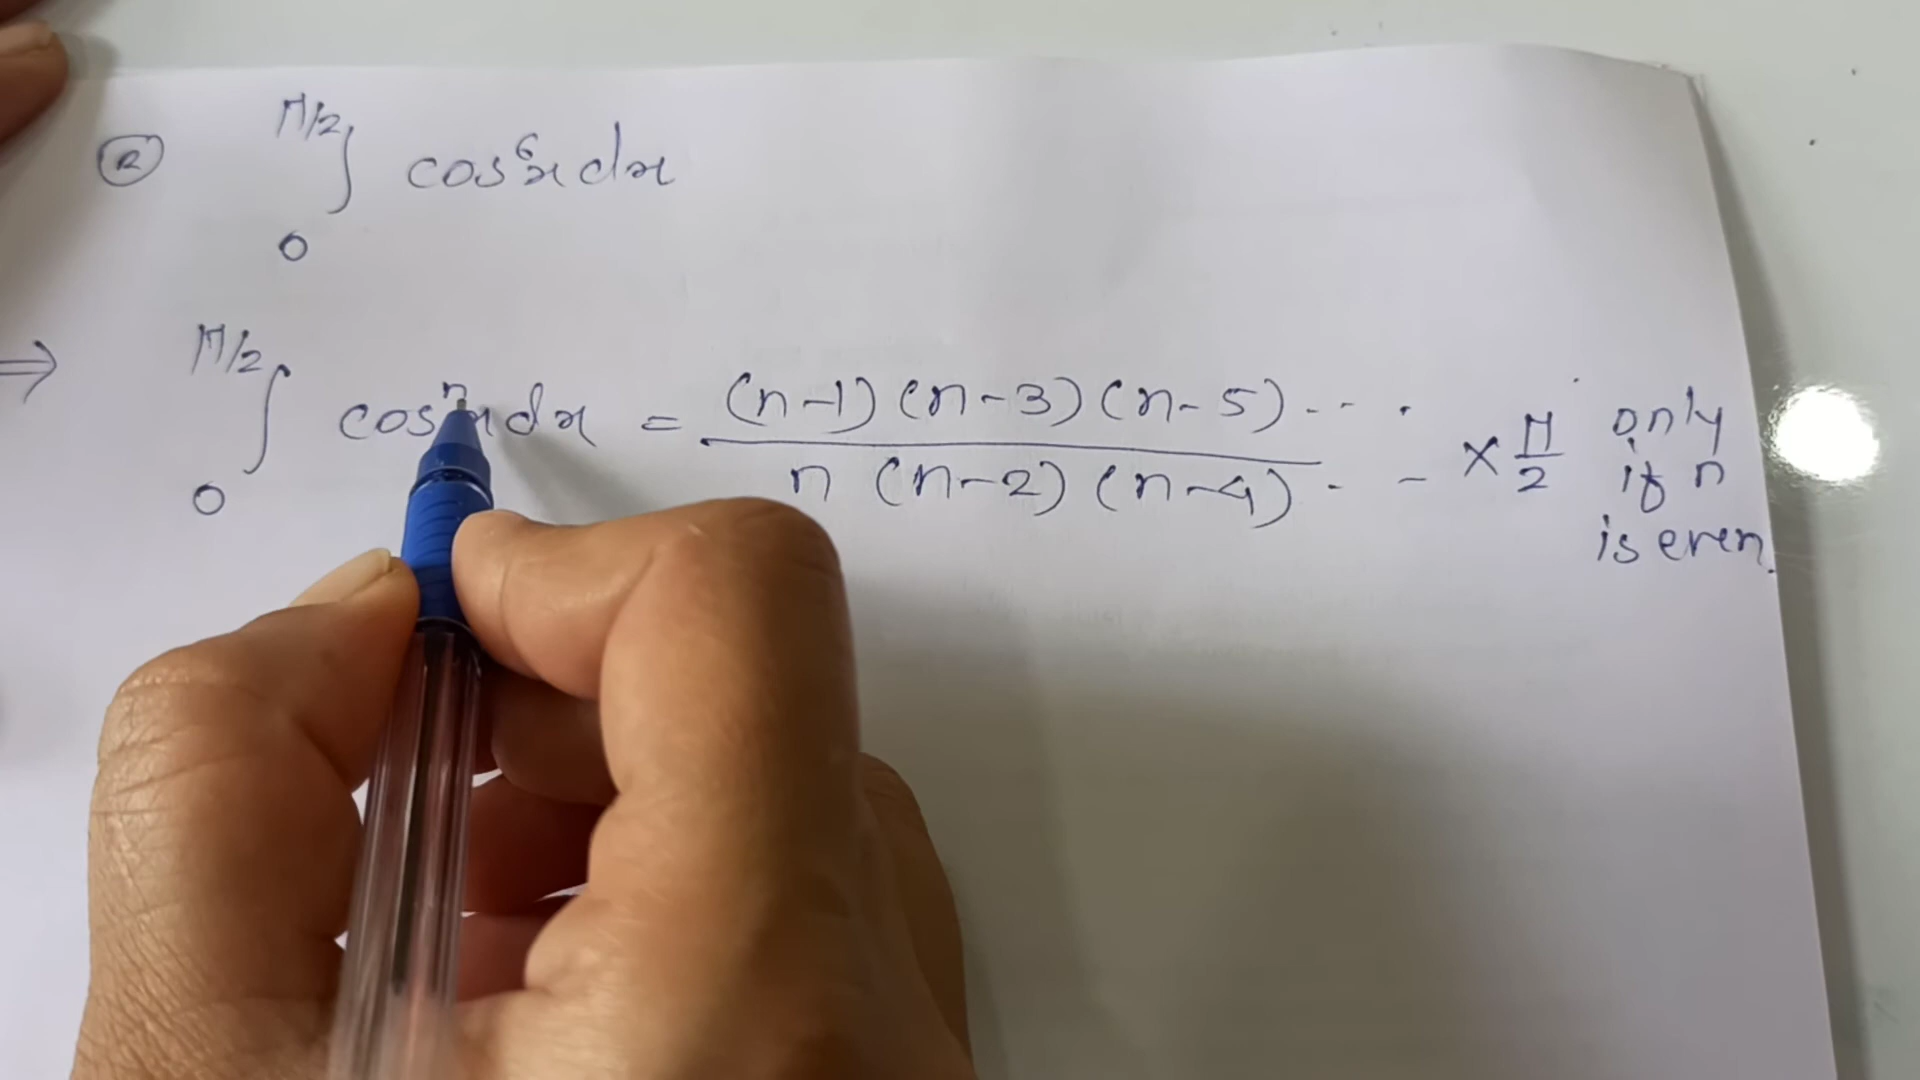 ② π/2 ∫ 0 cos⁶x dx
⇒ π/2 ∫ 0 cosⁿx dx = (n-1)(n-3)(n-5)... / n(n-2)(n-4)... × π/2 only if n is even.